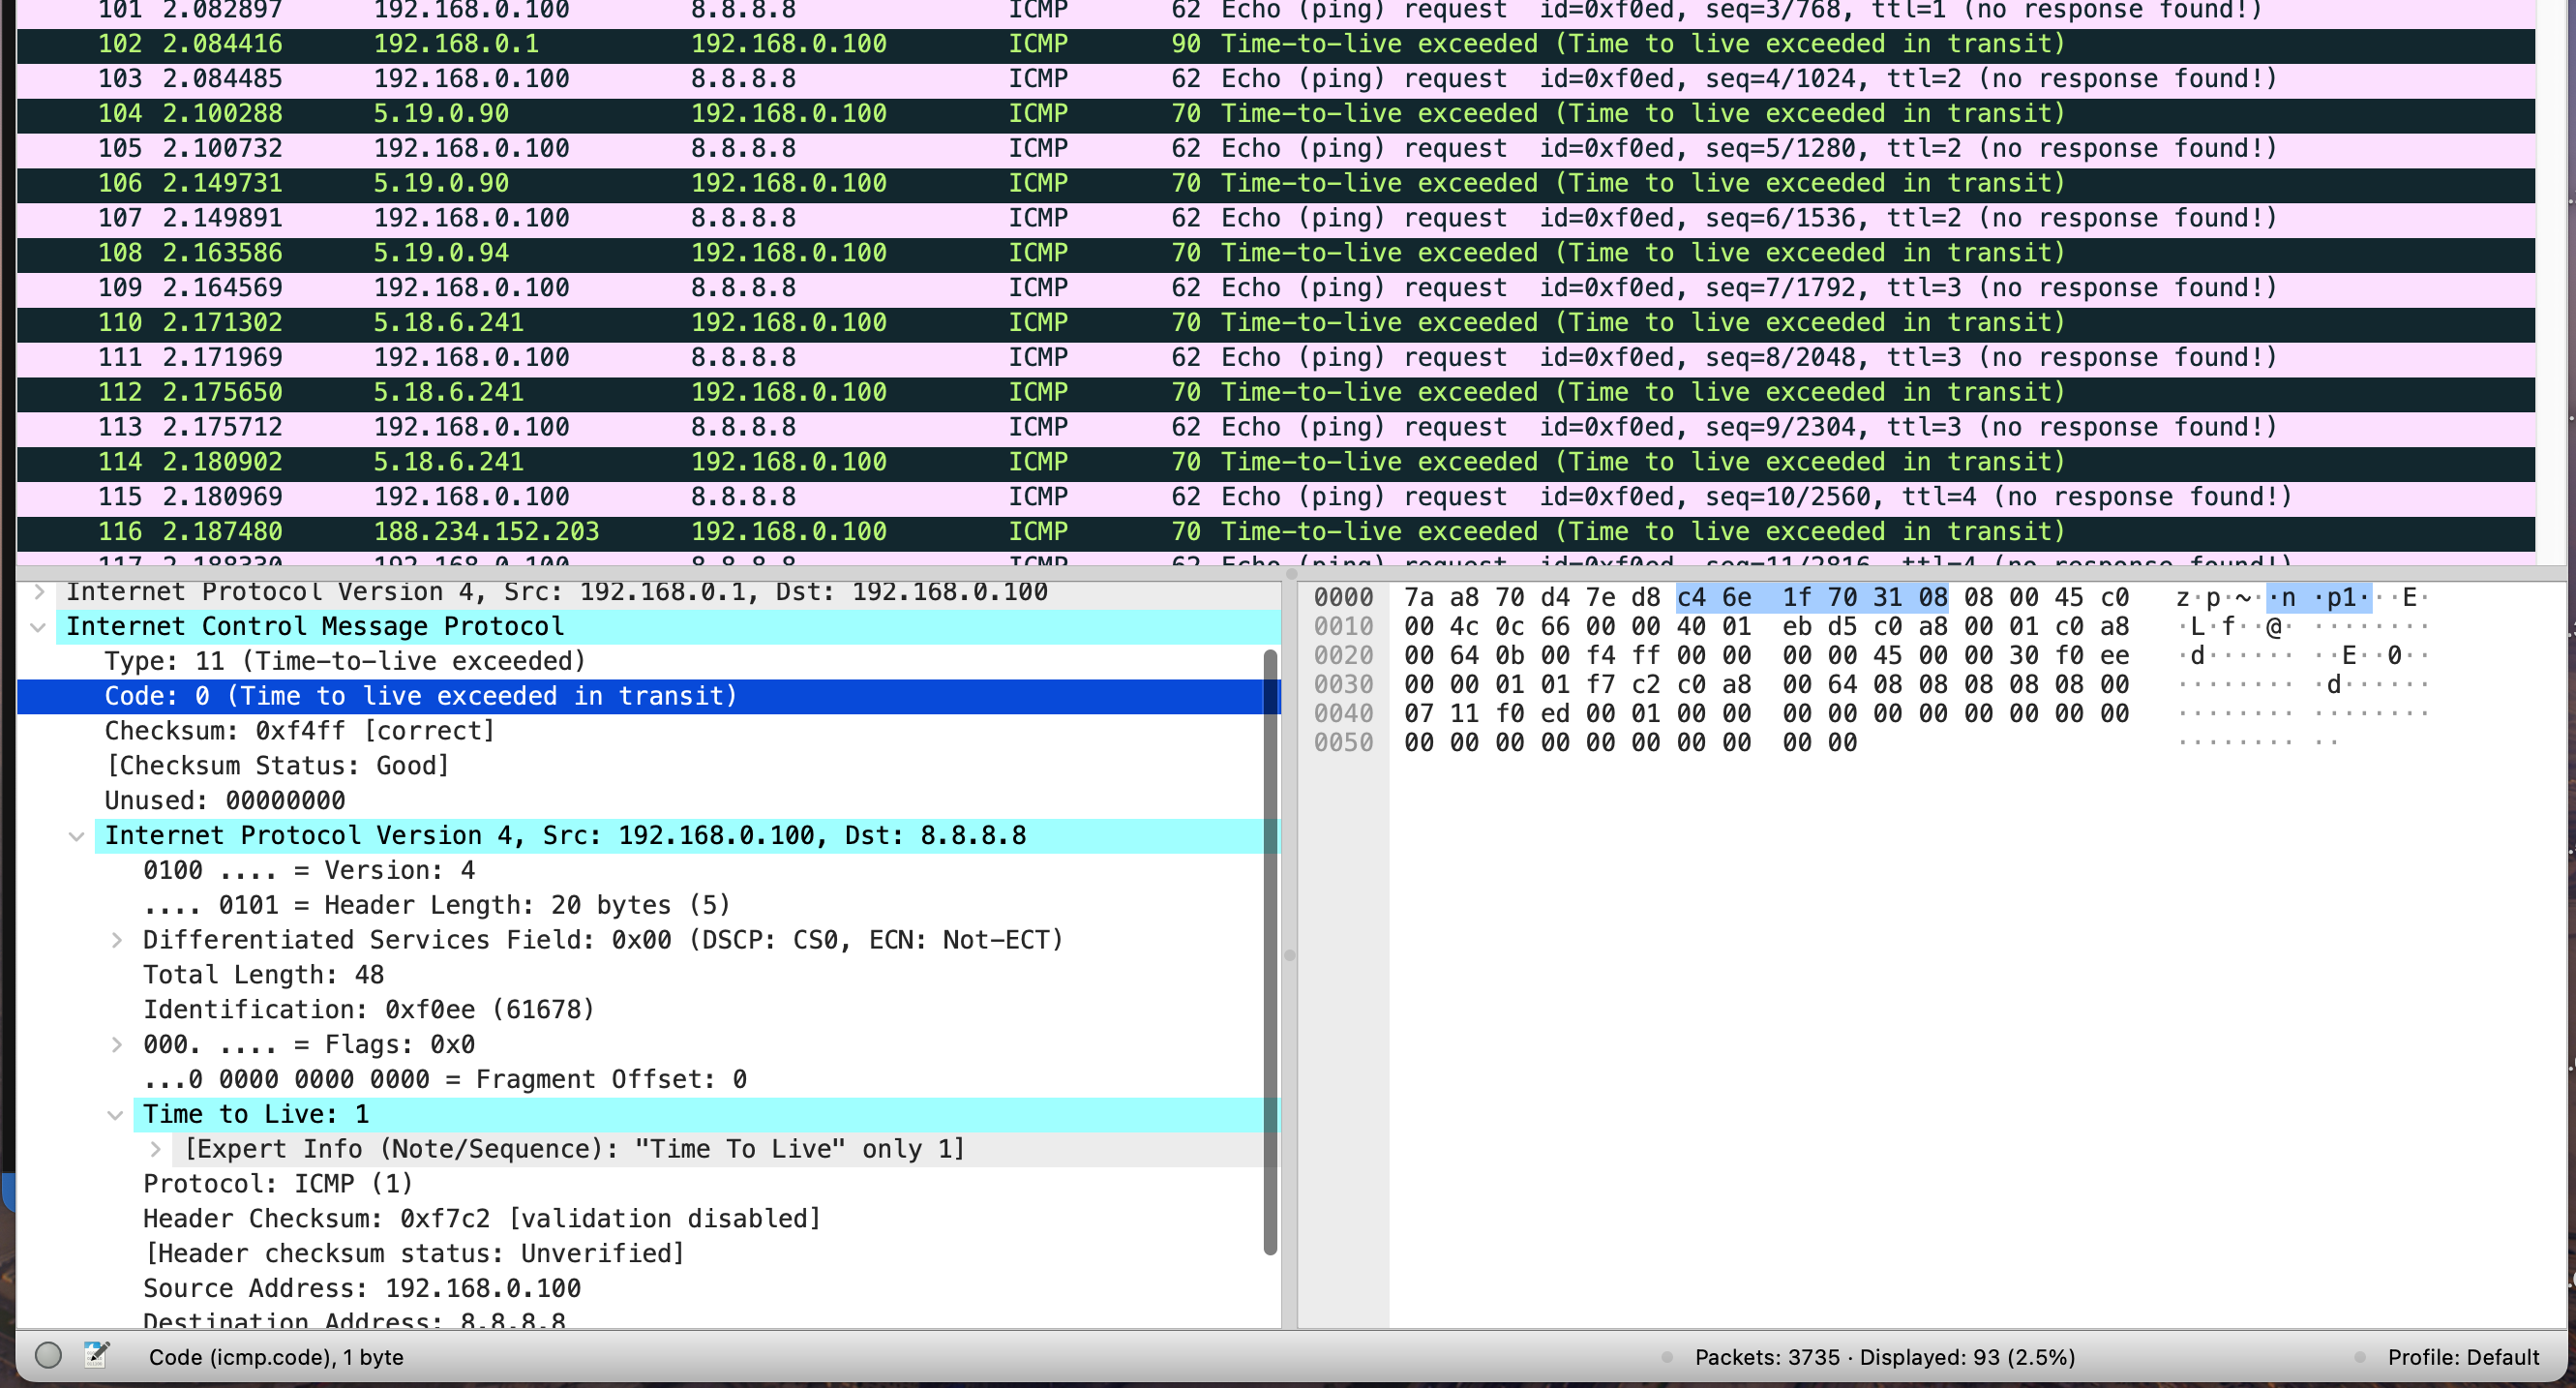 101 2.082897 192.168.0.100 8.8.8.8 ICMP 62 Echo (ping) request id=0xf0ed, seq=3/768, ttl=1 (no response found!)
102 2.084416 192.168.0.1 192.168.0.100 ICMP 90 Time-to-live exceeded (Time to live exceeded in transit)
103 2.084485 192.168.0.100 8.8.8.8 ICMP 62 Echo (ping) request id=0xf0ed, seq=4/1024, ttl=2 (no response found!)
104 2.100288 5.19.0.90 192.168.0.100 ICMP 70 Time-to-live exceeded (Time to live exceeded in transit)
105 2.100732 192.168.0.100 8.8.8.8 ICMP 62 Echo (ping) request id=0xf0ed, seq=5/1280, ttl=2 (no response found!)
106 2.149731 5.19.0.90 192.168.0.100 ICMP 70 Time-to-live exceeded (Time to live exceeded in transit)
107 2.149891 192.168.0.100 8.8.8.8 ICMP 62 Echo (ping) request id=0xf0ed, seq=6/1536, ttl=2 (no response found!)
108 2.163586 5.19.0.94 192.168.0.100 ICMP 70 Time-to-live exceeded (Time to live exceeded in transit)
109 2.164569 192.168.0.100 8.8.8.8 ICMP 62 Echo (ping) request id=0xf0ed, seq=7/1792, ttl=3 (no response found!)
110 2.171302 5.18.6.241 192.168.0.100 ICMP 70 Time-to-live exceeded (Time to live exceeded in transit)
111 2.171969 192.168.0.100 8.8.8.8 ICMP 62 Echo (ping) request id=0xf0ed, seq=8/2048, ttl=3 (no response found!)
112 2.175650 5.18.6.241 192.168.0.100 ICMP 70 Time-to-live exceeded (Time to live exceeded in transit)
113 2.175712 192.168.0.100 8.8.8.8 ICMP 62 Echo (ping) request id=0xf0ed, seq=9/2304, ttl=3 (no response found!)
114 2.180902 5.18.6.241 192.168.0.100 ICMP 70 Time-to-live exceeded (Time to live exceeded in transit)
115 2.180969 192.168.0.100 8.8.8.8 ICMP 62 Echo (ping) request id=0xf0ed, seq=10/2560, ttl=4 (no response found!)
116 2.187480 188.234.152.203 192.168.0.100 ICMP 70 Time-to-live exceeded (Time to live exceeded in transit)
117 2.188330 192.168.0.100 8.8.8.8 ICMP 62 Echo (ping) request id=0xf0ed, seq=11/2816, ttl=4 (no response found!)
Internet Protocol Version 4, Src: 192.168.0.1, Dst: 192.168.0.100
Internet Control Message Protocol
Type: 11 (Time-to-live exceeded)
Code: 0 (Time to live exceeded in transit)
Checksum: 0xf4ff [correct]
[Checksum Status: Good]
Unused: 00000000
Internet Protocol Version 4, Src: 192.168.0.100, Dst: 8.8.8.8
0100 .... = Version: 4
.... 0101 = Header Length: 20 bytes (5)
Differentiated Services Field: 0x00 (DSCP: CS0, ECN: Not-ECT)
Total Length: 48
Identification: 0xf0ee (61678)
000. .... = Flags: 0x0
...0 0000 0000 0000 = Fragment Offset: 0
Time to Live: 1
[Expert Info (Note/Sequence): "Time To Live" only 1]
Protocol: ICMP (1)
Header Checksum: 0xf7c2 [validation disabled]
[Header checksum status: Unverified]
Source Address: 192.168.0.100
Destination Address: 8.8.8.8
0000 7a a8 70 d4 7e d8 c4 6e 1f 70 31 08 08 00 45 c0 z·p·~··n ·p1···E·
0010 00 4c 0c 66 00 00 40 01 eb d5 c0 a8 00 01 c0 a8 ·L·f··@· ········
0020 00 64 0b 00 f4 ff 00 00 00 00 45 00 00 30 f0 ee ·d······ ··E··0··
0030 00 00 01 01 f7 c2 c0 a8 00 64 08 08 08 08 08 00 ········ ·d······
0040 07 11 f0 ed 00 01 00 00 00 00 00 00 00 00 00 00 ········ ········
0050 00 00 00 00 00 00 00 00 00 00 ········ ··
Code (icmp.code), 1 byte
Packets: 3735 · Displayed: 93 (2.5%)
Profile: Default